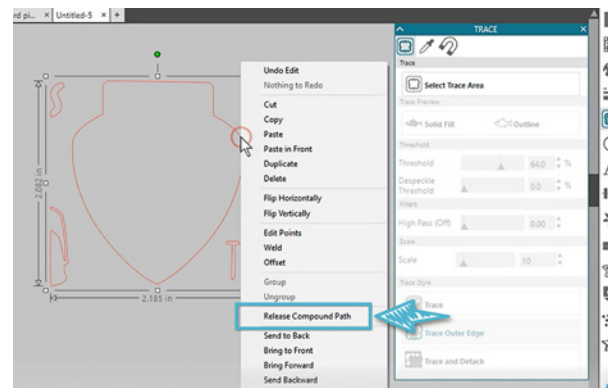 rd pi... × Untitled-5 × +
2.082 in
2.185 in
Undo Edit
Nothing to Redo
Cut
Copy
Paste
Paste in Front
Duplicate
Delete
Flip Horizontally
Flip Vertically
Edit Points
Weld
Offset
Group
Ungroup
Release Compound Path
Send to Back
Bring to Front
Bring Forward
Send Backward
TRACE
Trace
Select Trace Area
Trace Preview
Solid Fill Outline
Threshold
Threshold 64.0 %
Despeckle
Threshold 0.0 %
Filters
High Pass (Off) 0.00
Scale
Scale 10
Trace Style
Trace
Trace Outer Edge
Trace and Detach